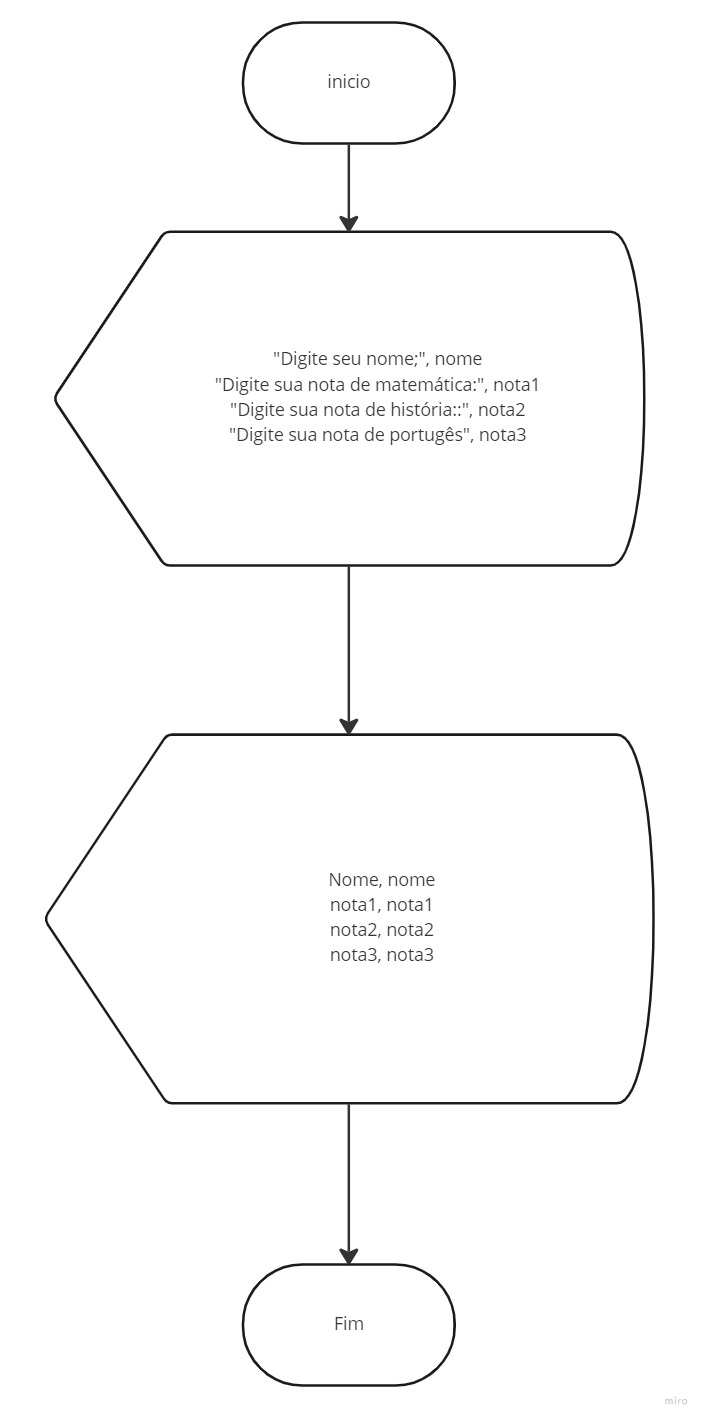 inicio
"Digite seu nome;", nome
"Digite sua nota de matemática:", nota1
"Digite sua nota de história::", nota2
"Digite sua nota de portugês", nota3
Nome, nome
nota1, nota1
nota2, nota2
nota3, nota3
Fim
miro